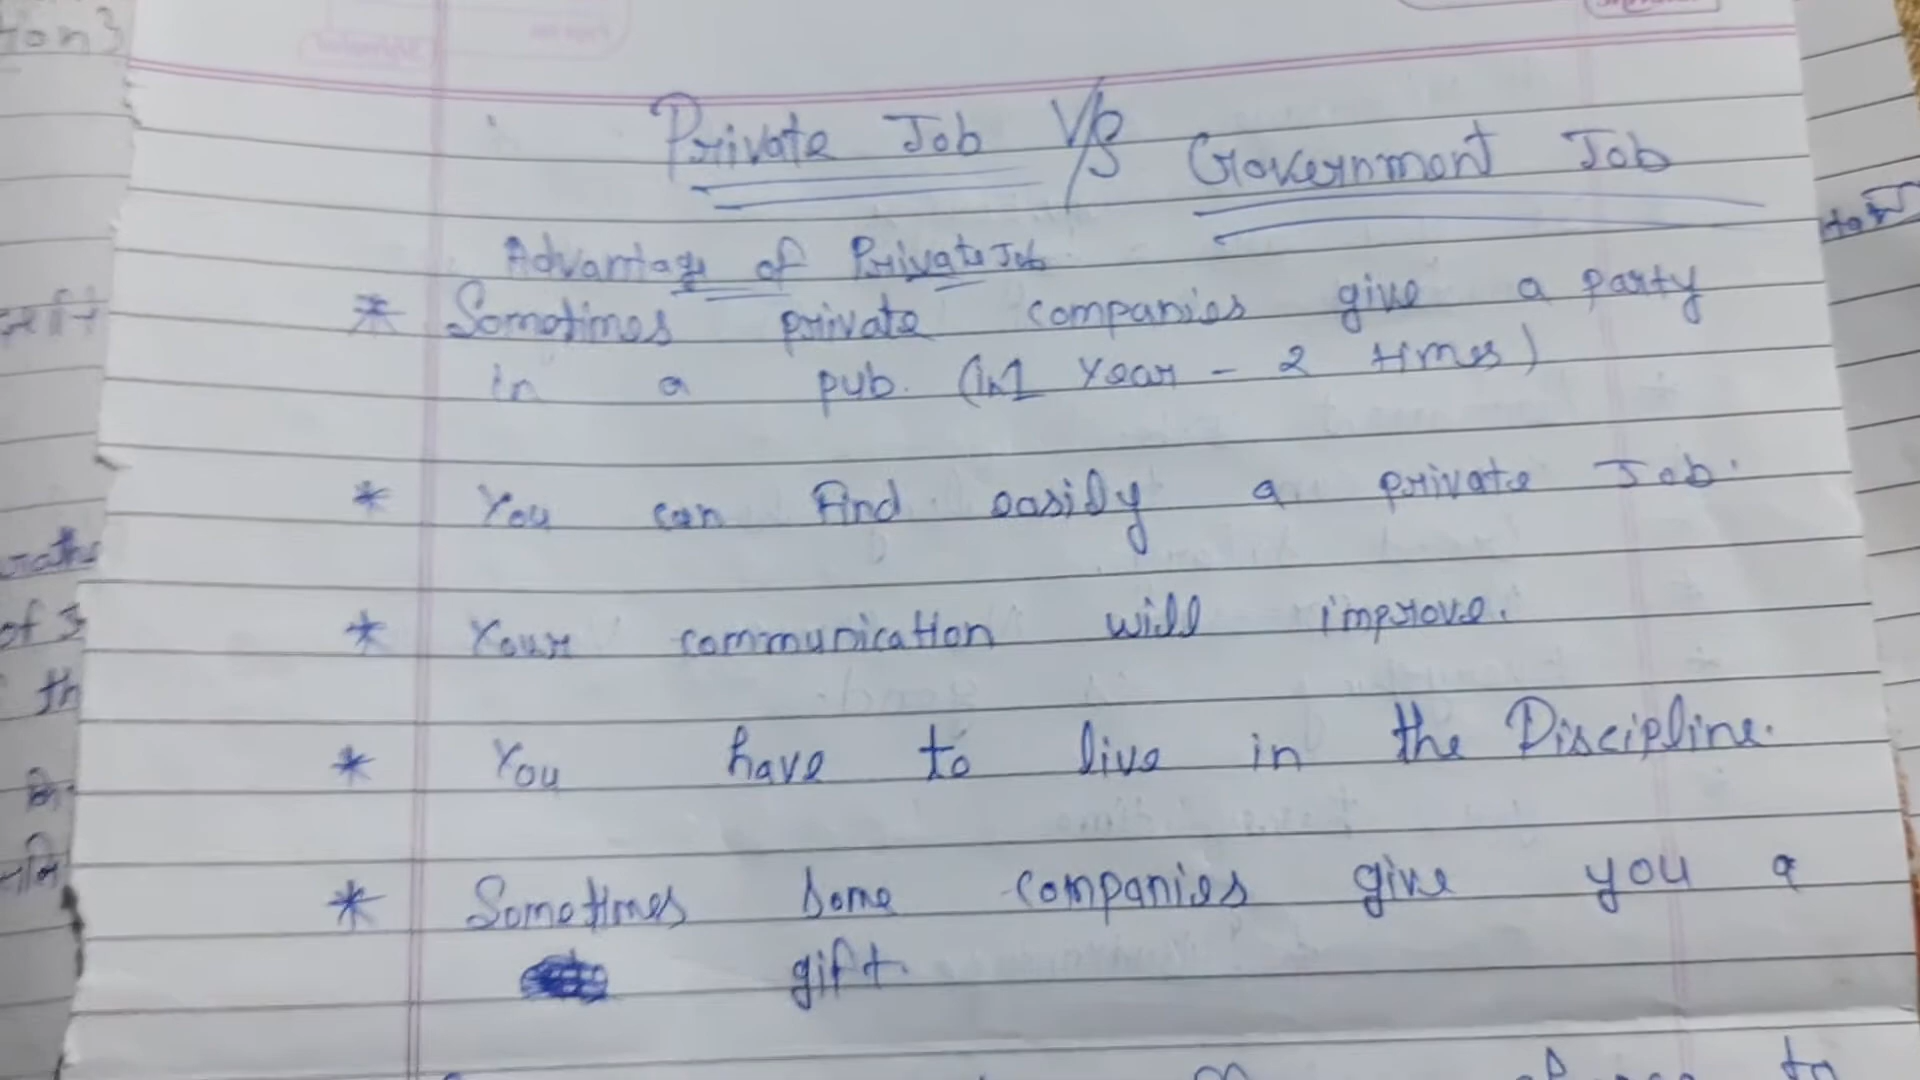 Private Job V/s Government Job
Advantage of Private Job
* Sometimes private companies give a party
in a pub. (in 1 Year - 2 times)
* You can find easily a private Job.
* Your communication will improve.
* You have to live in the Discipline.
* Sometimes some companies give you a
gift.